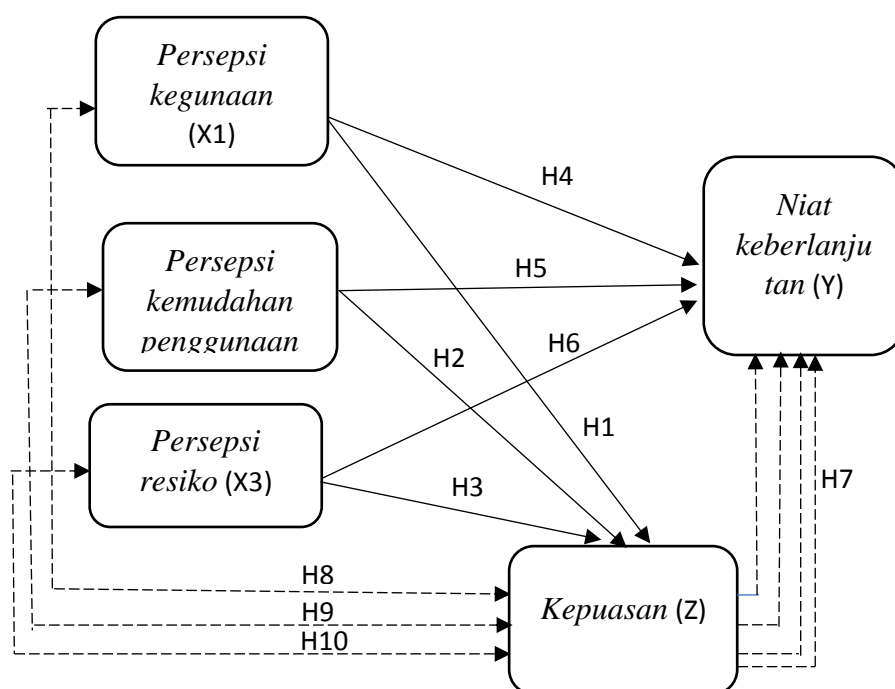 Persepsi
kegunaan
(X1)
H4
Niat
keberlanju
tan (Y)
Persepsi
kemudahan
penggunaan
H5
H2
H6
Persepsi
resiko (X3)
H1
H3
H7
H8
H9
H10
Kepuasan (Z)